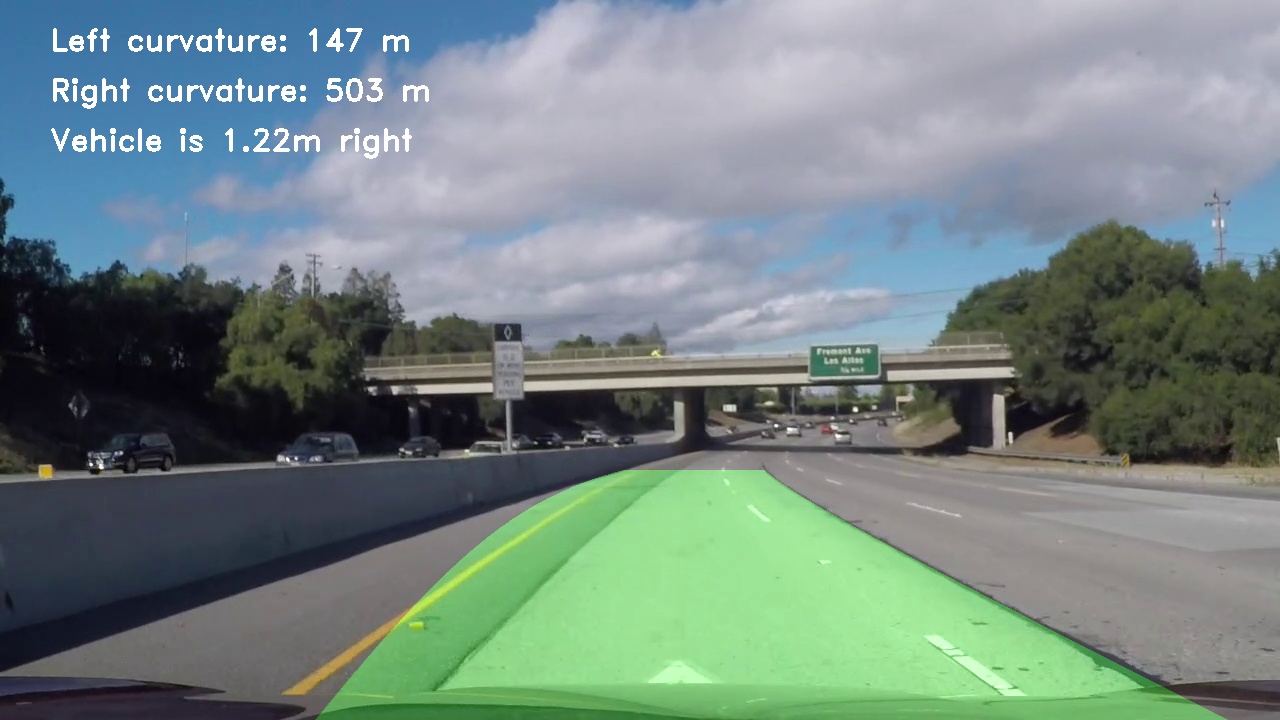 Left curvature: 147 m
Right curvature: 503 m
Vehicle is 1.22m right
Fremont Ave
Los Altos